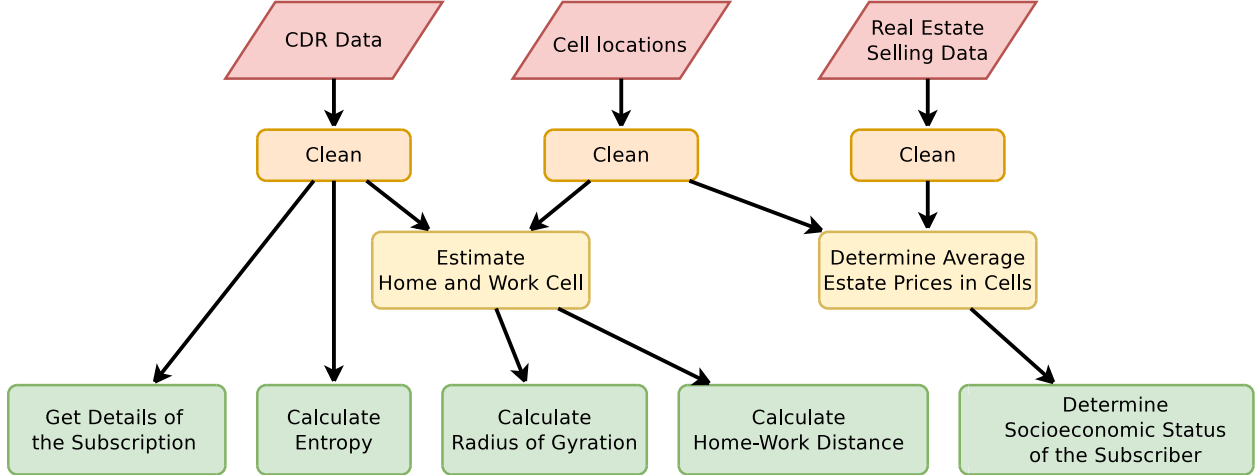 CDR Data
Cell locations
Real Estate
Selling Data
Clean
Clean
Clean
Estimate
Home and Work Cell
Determine Average
Estate Prices in Cells
Get Details of
the Subscription
Calculate
Entropy
Calculate
Radius of Gyration
Calculate
Home-Work Distance
Determine
Socioeconomic Status
of the Subscriber